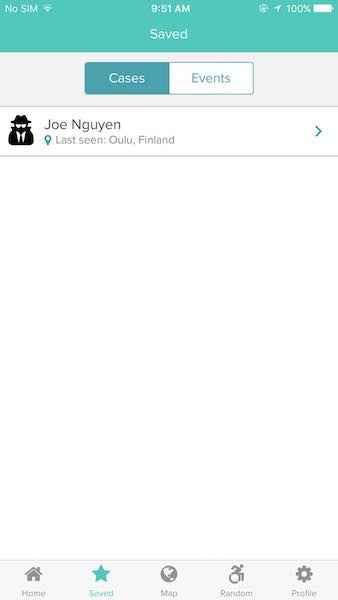 No SIM 9:51 AM 100%
Saved
Cases Events
Joe Nguyen
Last seen: Oulu, Finland
Home Saved Map Random Profile